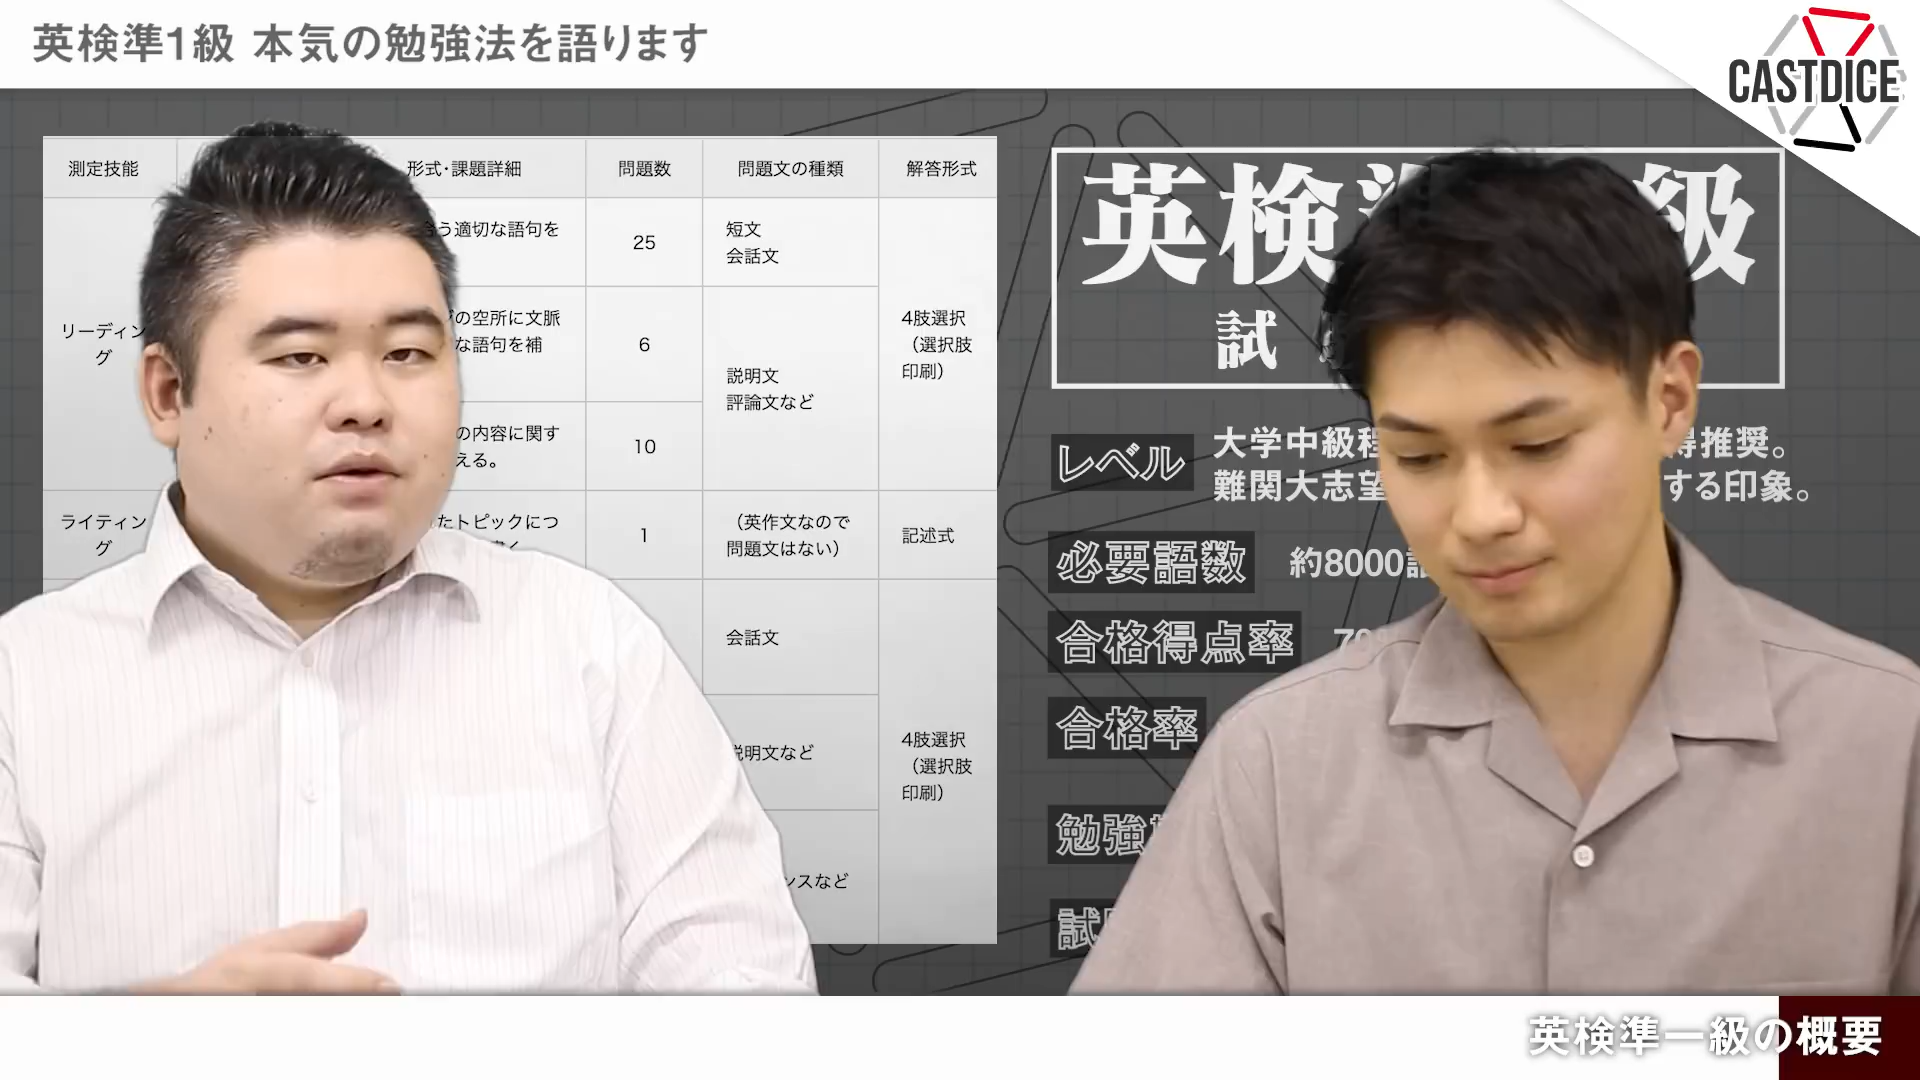 英検準1級 本気の勉強法を語ります
CASTDICE
測定技能
形式・課題詳細
問題数
問題文の種類
解答形式
リーディン
グ
う適切な語句を
25
短文
会話文
の空所に文脈
な語句を補
6
説明文
評論文など
4肢選択
(選択肢
印刷)
の内容に関す
える。
10
ライティン
グ
たトピックにつ
1
(英作文なので
問題文はない)
記述式
会話文
説明文など
4肢選択
(選択肢
印刷)
ンスなど
英検準 級
試
レベル
大学中級程 得推奨。
難関大志望 する印象。
必要語数
約8000語
合格得点率
合格率
勉強
試
英検準一級の概要